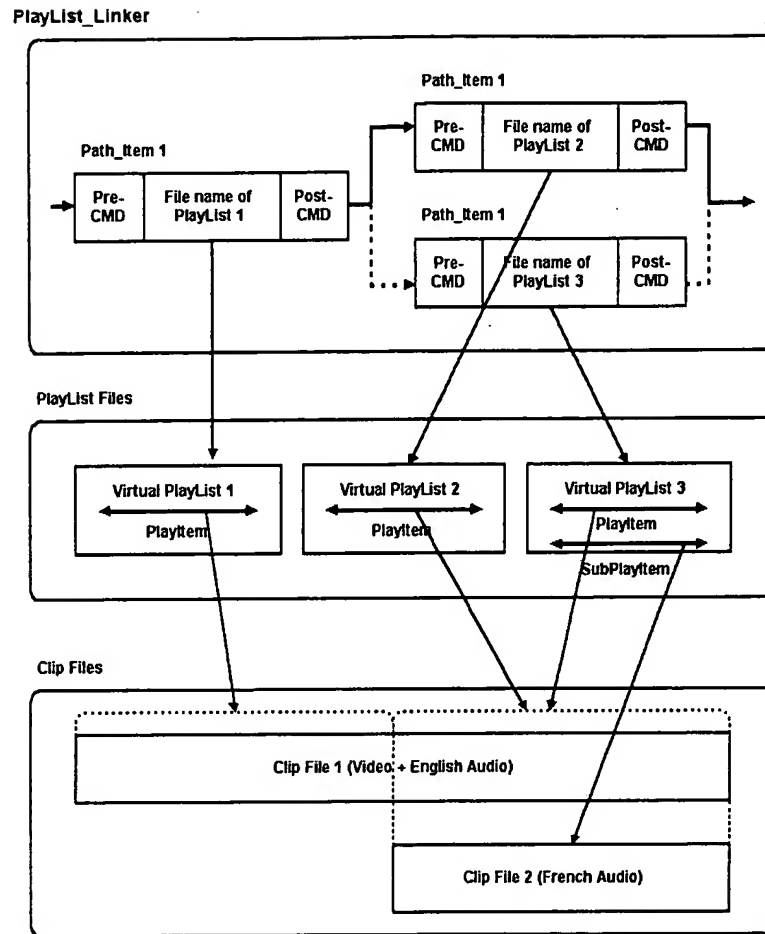 PlayList_Linker
Path_Item 1
Pre-CMD
File name of PlayList 2
Post-CMD
Path_Item 1
Pre-CMD
File name of PlayList 1
Post-CMD
Path_Item 1
Pre-CMD
File name of PlayList 3
Post-CMD
PlayList Files
Virtual PlayList 1
PlayItem
Virtual PlayList 2
PlayItem
Virtual PlayList 3
PlayItem
SubPlayItem
Clip Files
Clip File 1 (Video + English Audio)
Clip File 2 (French Audio)